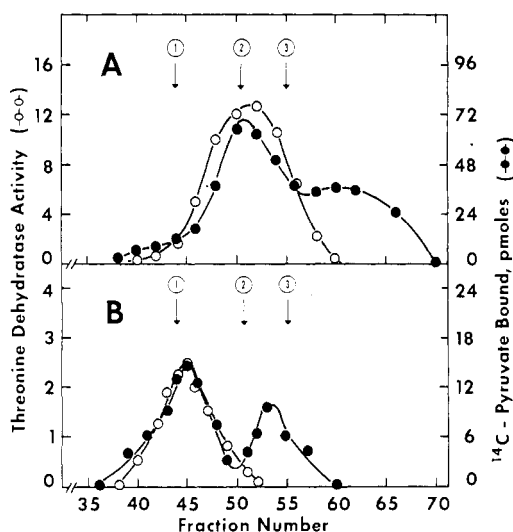 ① ② ③
A
16
12
8
4
0
96
72
48
24
0
Threonine Dehydratase Activity (-o-o-)
¹⁴C - Pyruvate Bound, pmoles (-●-●-)
① ② ③
B
4
3
2
1
0
24
18
12
6
0
35 40 45 50 55 60 65 70
Fraction Number